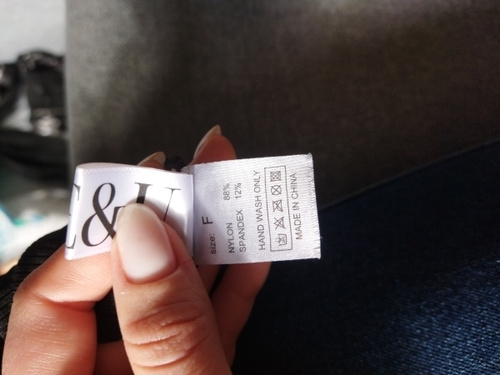 E&U
size: F
NYLON 88%
SPANDEX 12%
HAND WASH ONLY
MADE IN CHINA